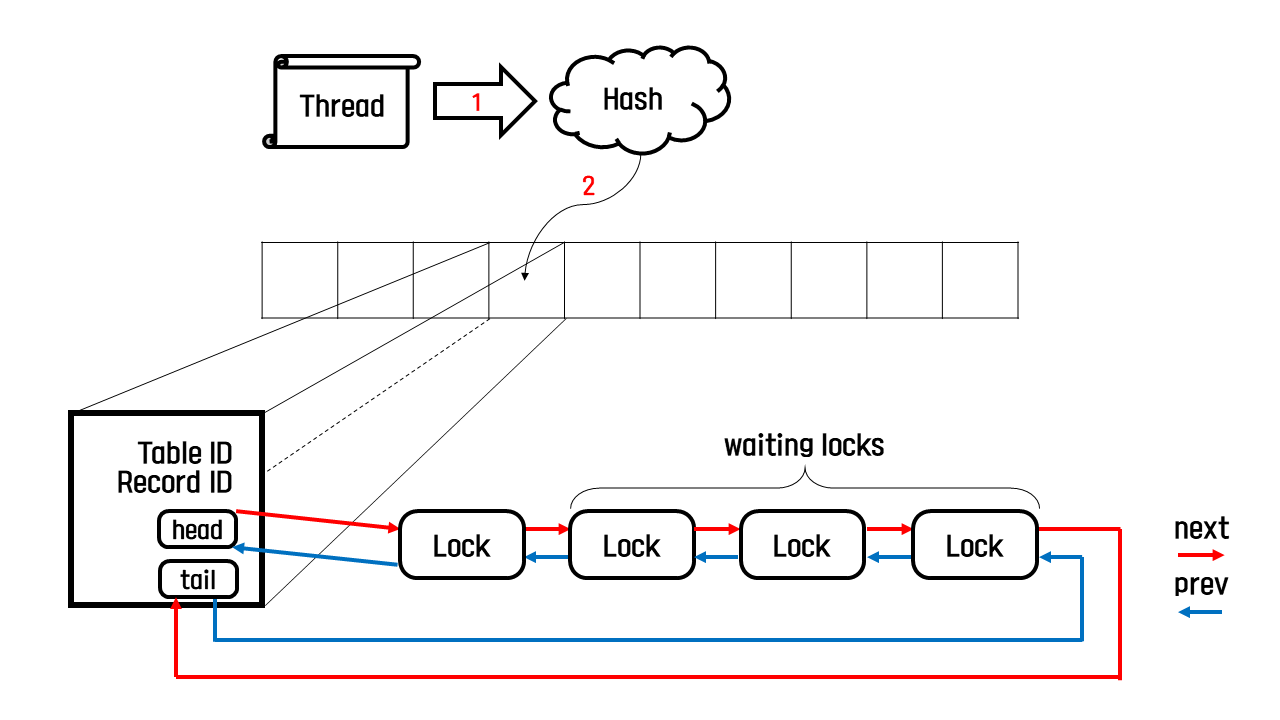 Thread
1
Hash
2
Table ID
Record ID
head
tail
waiting locks
Lock
Lock
Lock
Lock
next
prev